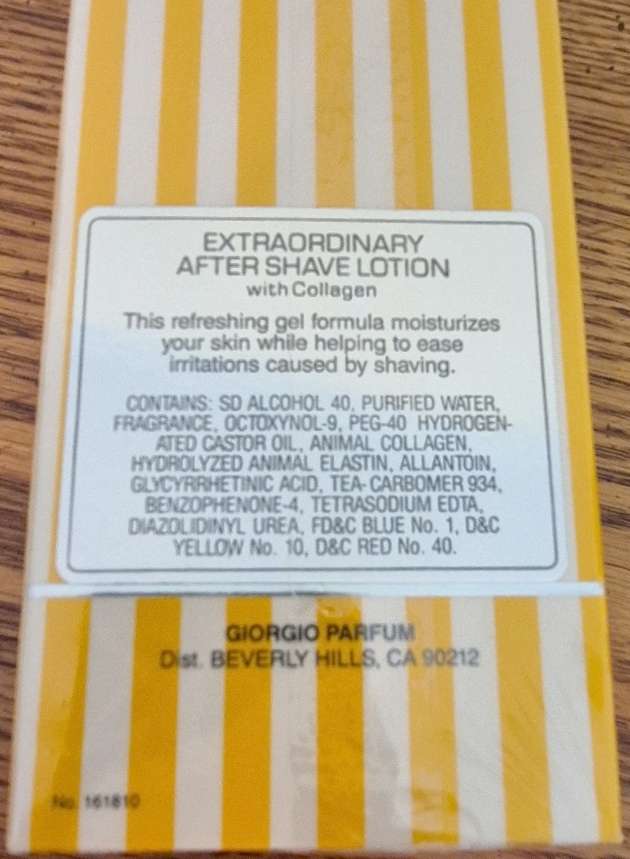 EXTRAORDINARY
AFTER SHAVE LOTION
with Collagen
This refreshing gel formula moisturizes
your skin while helping to ease
irritations caused by shaving.
CONTAINS: SD ALCOHOL 40, PURIFIED WATER,
FRAGRANCE, OCTOXYNOL-9, PEG-40 HYDROGEN-
ATED CASTOR OIL, ANIMAL COLLAGEN,
HYDROLYZED ANIMAL ELASTIN, ALLANTOIN,
GLYCYRRHETINIC ACID, TEA- CARBOMER 934,
BENZOPHENONE-4, TETRASODIUM EDTA,
DIAZOLIDINYL UREA, FD&C BLUE No. 1, D&C
YELLOW No. 10, D&C RED No. 40.
GIORGIO PARFUM
Dist. BEVERLY HILLS, CA 90212
No. 161810